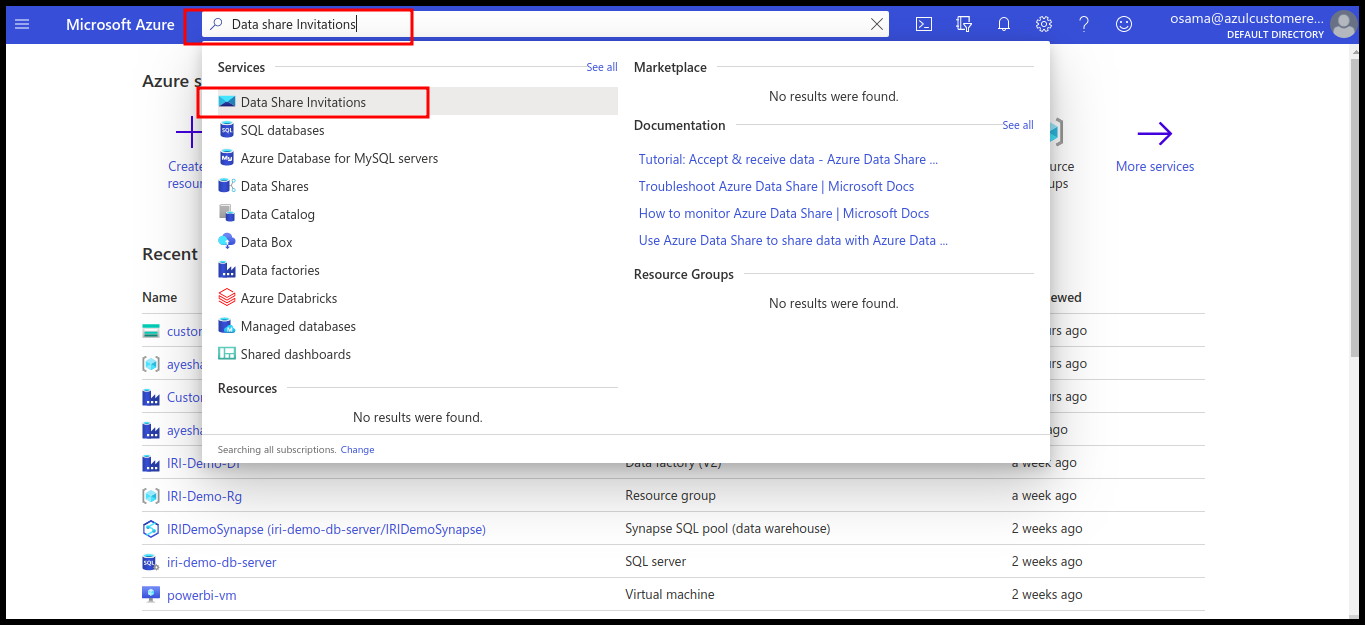 Microsoft Azure
Data share Invitations
osama@azulcustomere...
DEFAULT DIRECTORY
Services
See all
Data Share Invitations
SQL databases
Azure Database for MySQL servers
Data Shares
Data Catalog
Data Box
Data factories
Azure Databricks
Managed databases
Shared dashboards
Resources
No results were found.
Searching all subscriptions. Change
Marketplace
No results were found.
Documentation
See all
Tutorial: Accept & receive data - Azure Data Share ...
Troubleshoot Azure Data Share | Microsoft Docs
How to monitor Azure Data Share | Microsoft Docs
Use Azure Data Share to share data with Azure Data ...
Resource Groups
No results were found.
Azure s
Create
resour
urce
ups
More services
Recent
Name
ewed
custor
urs ago
ayesha
urs ago
Custor
urs ago
ayesha
ago
IRI-Demo-DF Data factory (V2) a week ago
IRI-Demo-Rg Resource group a week ago
IRIDemoSynapse (iri-demo-db-server/IRIDemoSynapse) Synapse SQL pool (data warehouse) 2 weeks ago
iri-demo-db-server SQL server 2 weeks ago
powerbi-vm Virtual machine 2 weeks ago